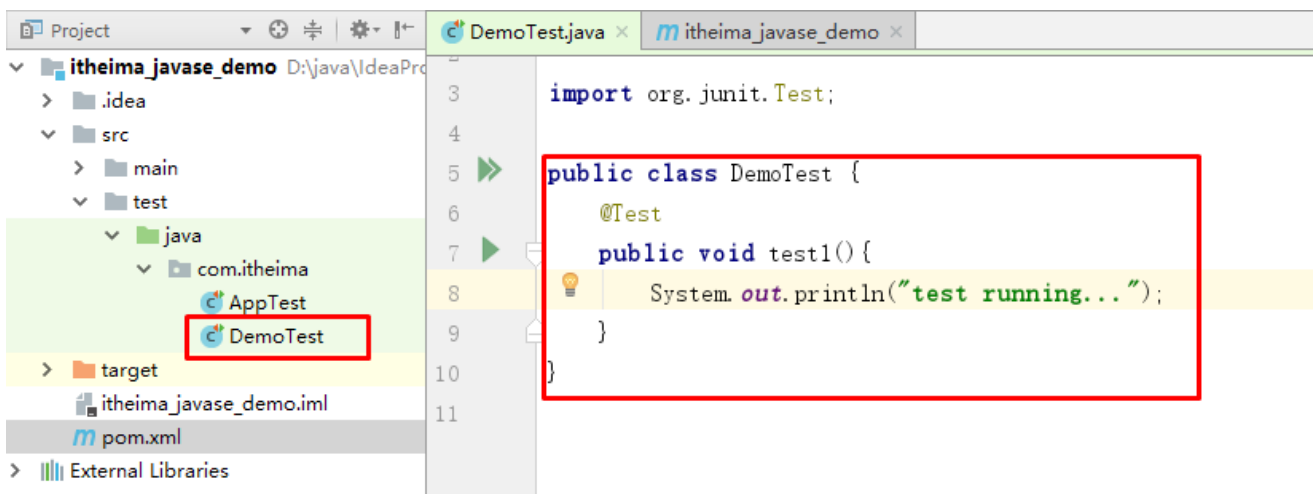 Project
DemoTest.java
itheima_javase_demo
itheima_javase_demo D:\java\IdeaPro
.idea
src
main
test
java
com.itheima
AppTest
DemoTest
target
itheima_javase_demo.iml
pom.xml
External Libraries
3 import org.junit.Test;
4
5 public class DemoTest {
6 @Test
7 public void test1(){
8 System.out.println("test running...");
9 }
10 }
11